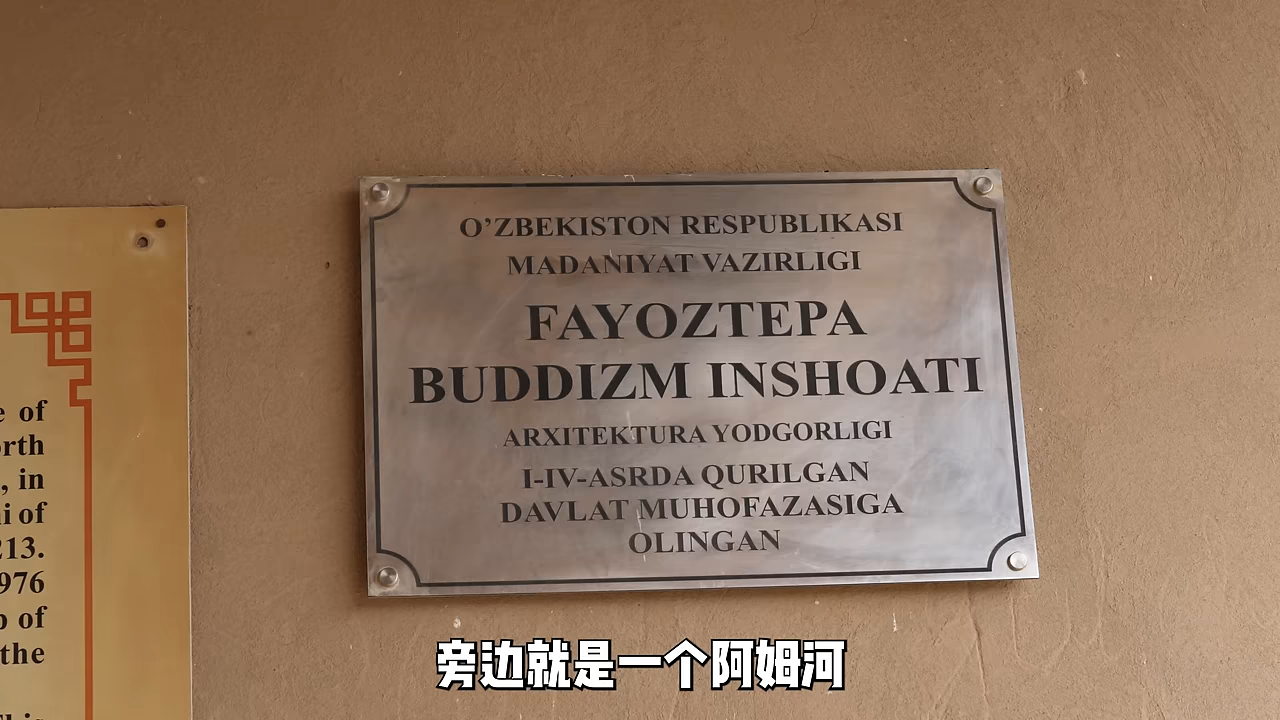 e of
orth
, in
i of
213.
976
p of
the
This
O'ZBEKISTON RESPUBLIKASI
MADANIYAT VAZIRLIGI
FAYOZTEPA
BUDDIZM INSHOATI
ARXITEKTURA YODGORLIGI
I-IV-ASRDA QURILGAN
DAVLAT MUHOFAZASIGA
OLINGAN
旁边就是一个阿姆河